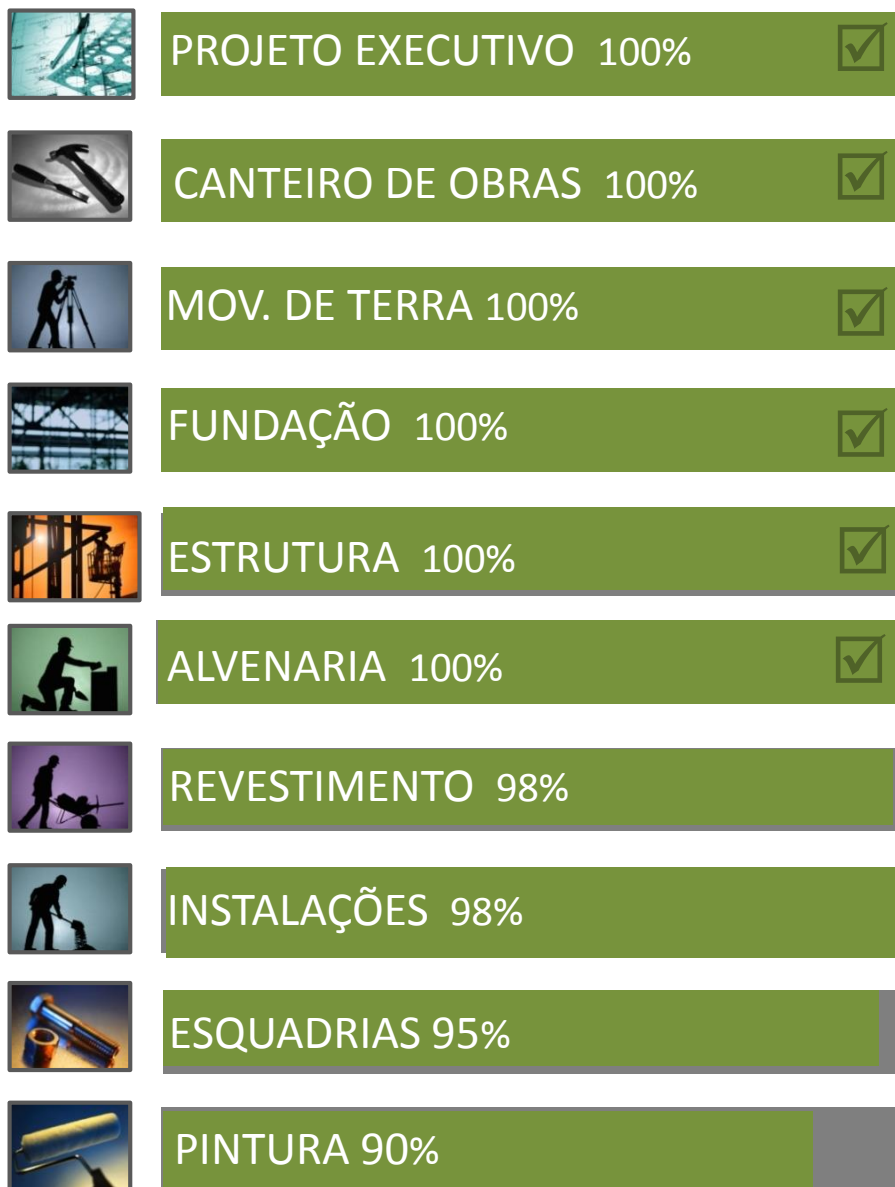 PROJETO EXECUTIVO 100%
CANTEIRO DE OBRAS 100%
MOV. DE TERRA 100%
FUNDAÇÃO 100%
ESTRUTURA 100%
ALVENARIA 100%
REVESTIMENTO 98%
INSTALAÇÕES 98%
ESQUADRIAS 95%
PINTURA 90%